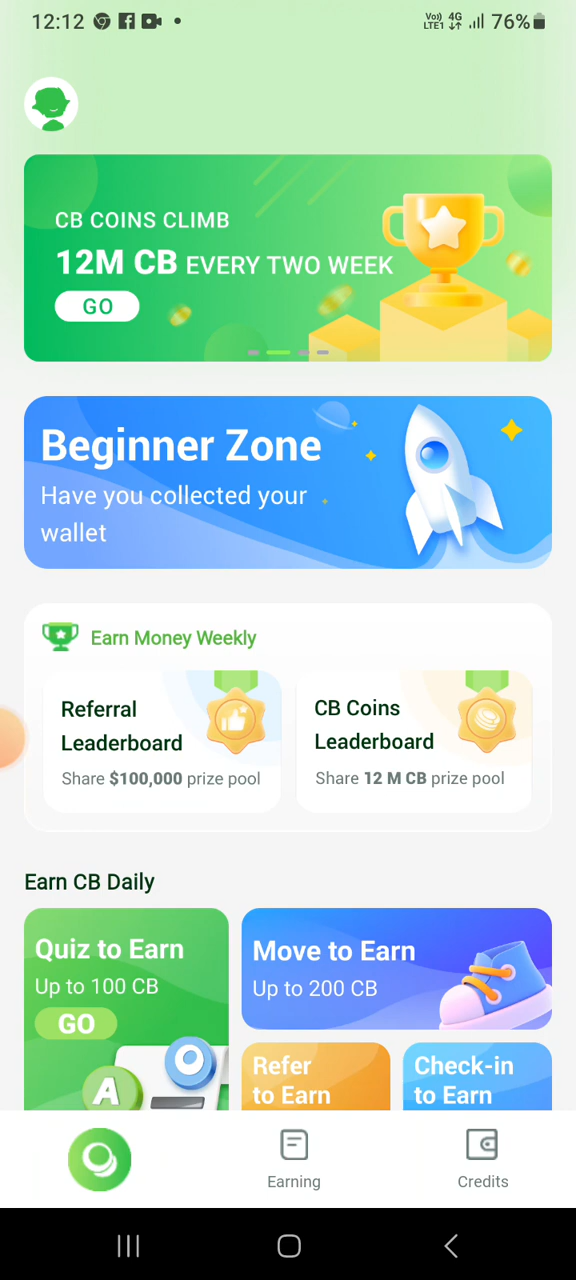 12:12
Vo) 4G
LTE1 76%
CB COINS CLIMB
12M CB EVERY TWO WEEK
GO
Beginner Zone
Have you collected your
wallet
Earn Money Weekly
Referral
Leaderboard
Share $100,000 prize pool
CB Coins
Leaderboard
Share 12 M CB prize pool
Earn CB Daily
Quiz to Earn
Up to 100 CB
GO
A
Move to Earn
Up to 200 CB
Refer
to Earn
Check-in
to Earn
Earning
Credits